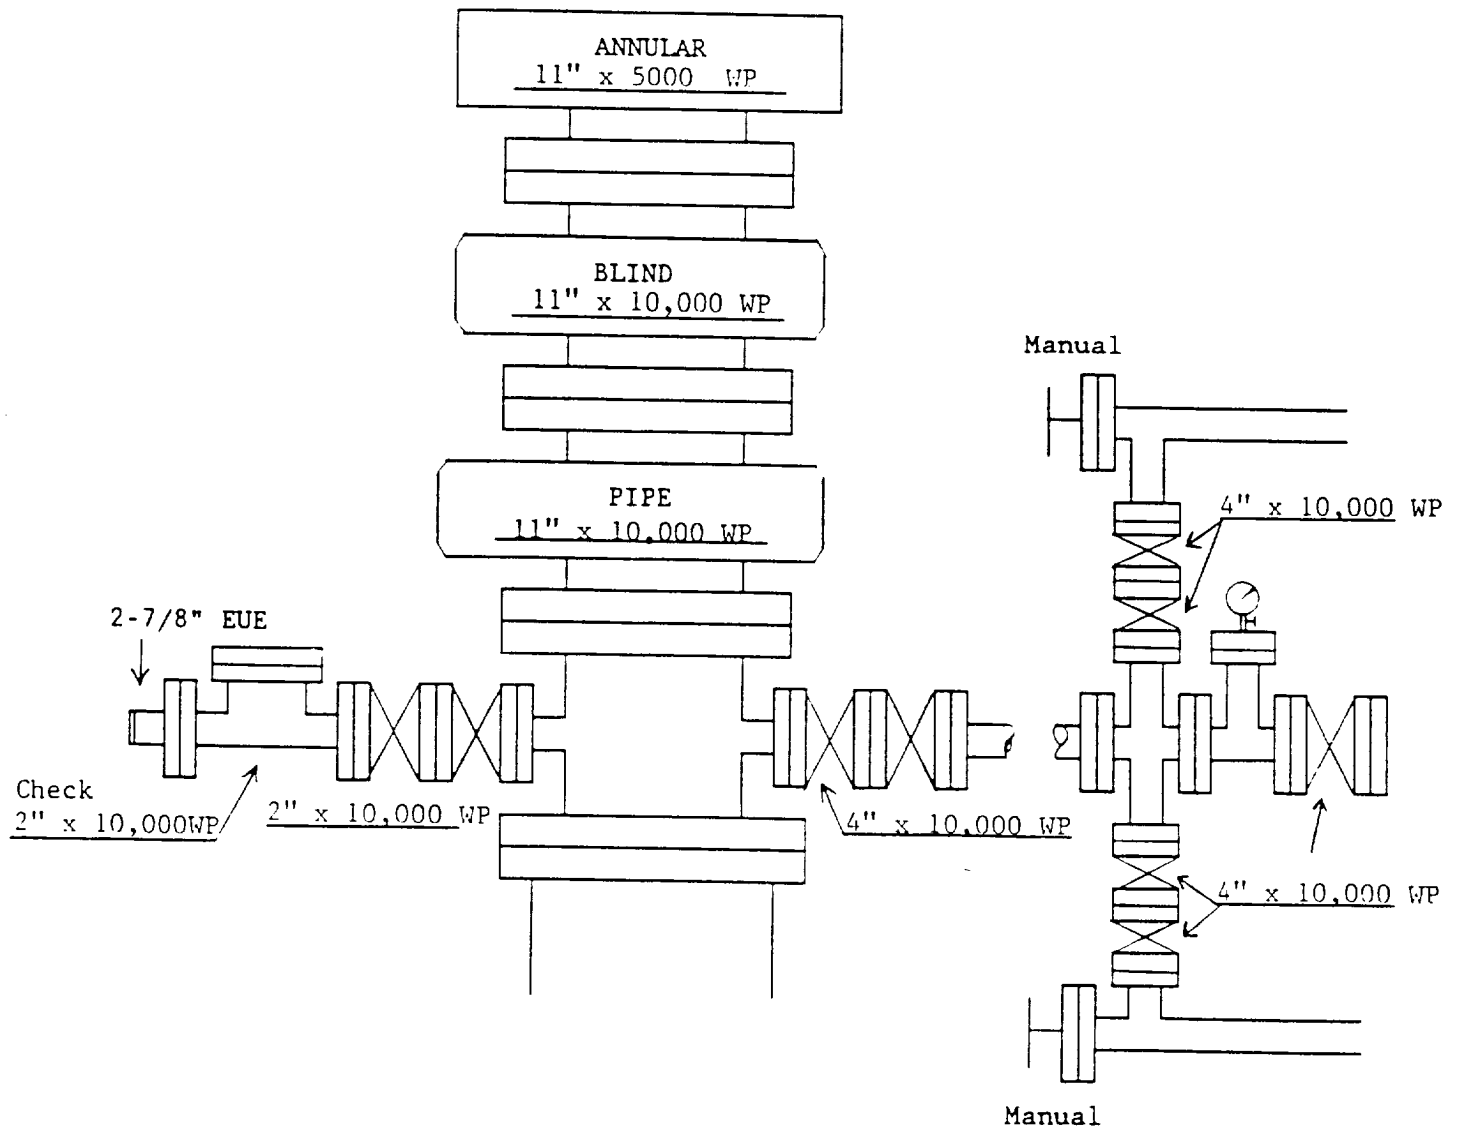 ANNULAR
11" x 5000 WP
BLIND
11" x 10,000 WP
Manual
PIPE
11" x 10.000 WP
4" x 10,000 WP
2-7/8" EUE
Check
2" x 10,000WP
2" x 10,000 WP
4" x 10,000 WP
4" x 10,000 WP
Manual